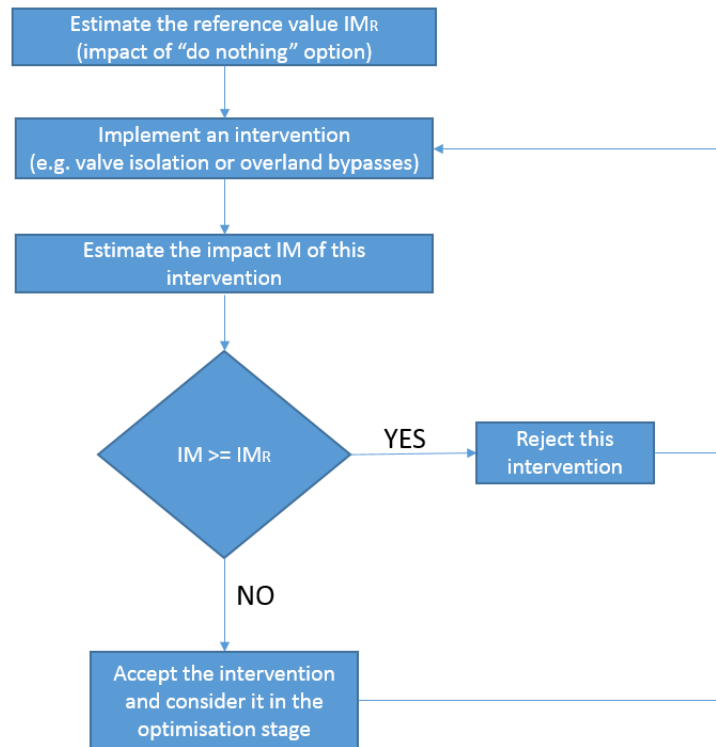 Estimate the reference value IMR
(impact of “do nothing” option)
Implement an intervention
(e.g. valve isolation or overland bypasses)
Estimate the impact IM of this
intervention
IM >= IMR
YES
Reject this
intervention
NO
Accept the intervention
and consider it in the
optimisation stage